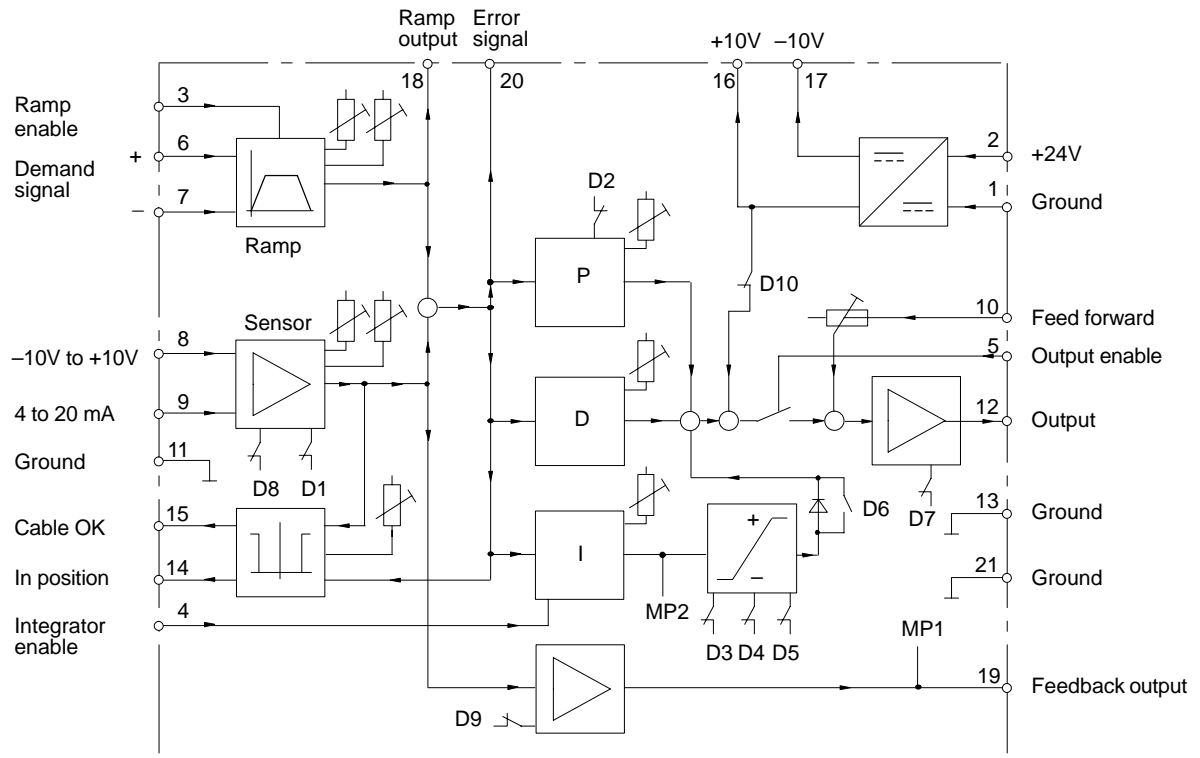 Ramp
output
Error
signal
+10V
–10V
18
20
16
17
3
Ramp
enable
6
+
Demand
signal
7
–
Ramp
2
+24V
1
Ground
D2
P
D10
10
Feed forward
5
Output enable
Sensor
8
–10V to +10V
9
4 to 20 mA
D
12
Output
11
Ground
D8
D1
D6
D7
15
Cable OK
+
–
I
13
Ground
14
In position
21
Ground
4
Integrator
enable
MP2
D3
D4
D5
MP1
19
Feedback output
D9